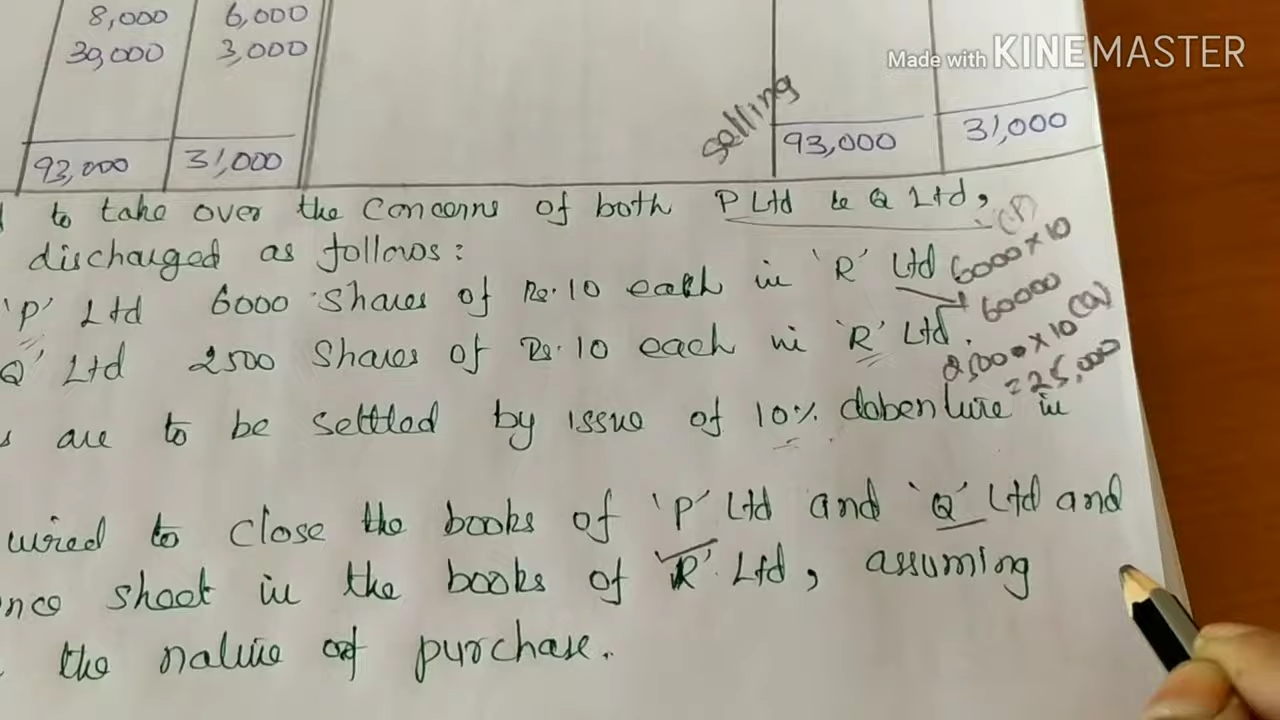 8,000 6,000
Made with KINEMASTER
30,000 3,000
selling
93,000 31,000
93,000 31,000
to take over the concerns of both P Ltd & Q Ltd,
discharged as follows: (P)
'P' Ltd 6000 shares of Rs.10 each in 'R' Ltd 6000×10
60000
Q' Ltd 2500 shares of Rs.10 each in 'R' Ltd. 2500×10 (Q)
= 25,000
s are to be settled by issue of 10% debenture in
uired to close the books of 'P' Ltd and 'Q' Ltd and
nce sheet in the books of 'R' Ltd, assuming
the nature of purchase.